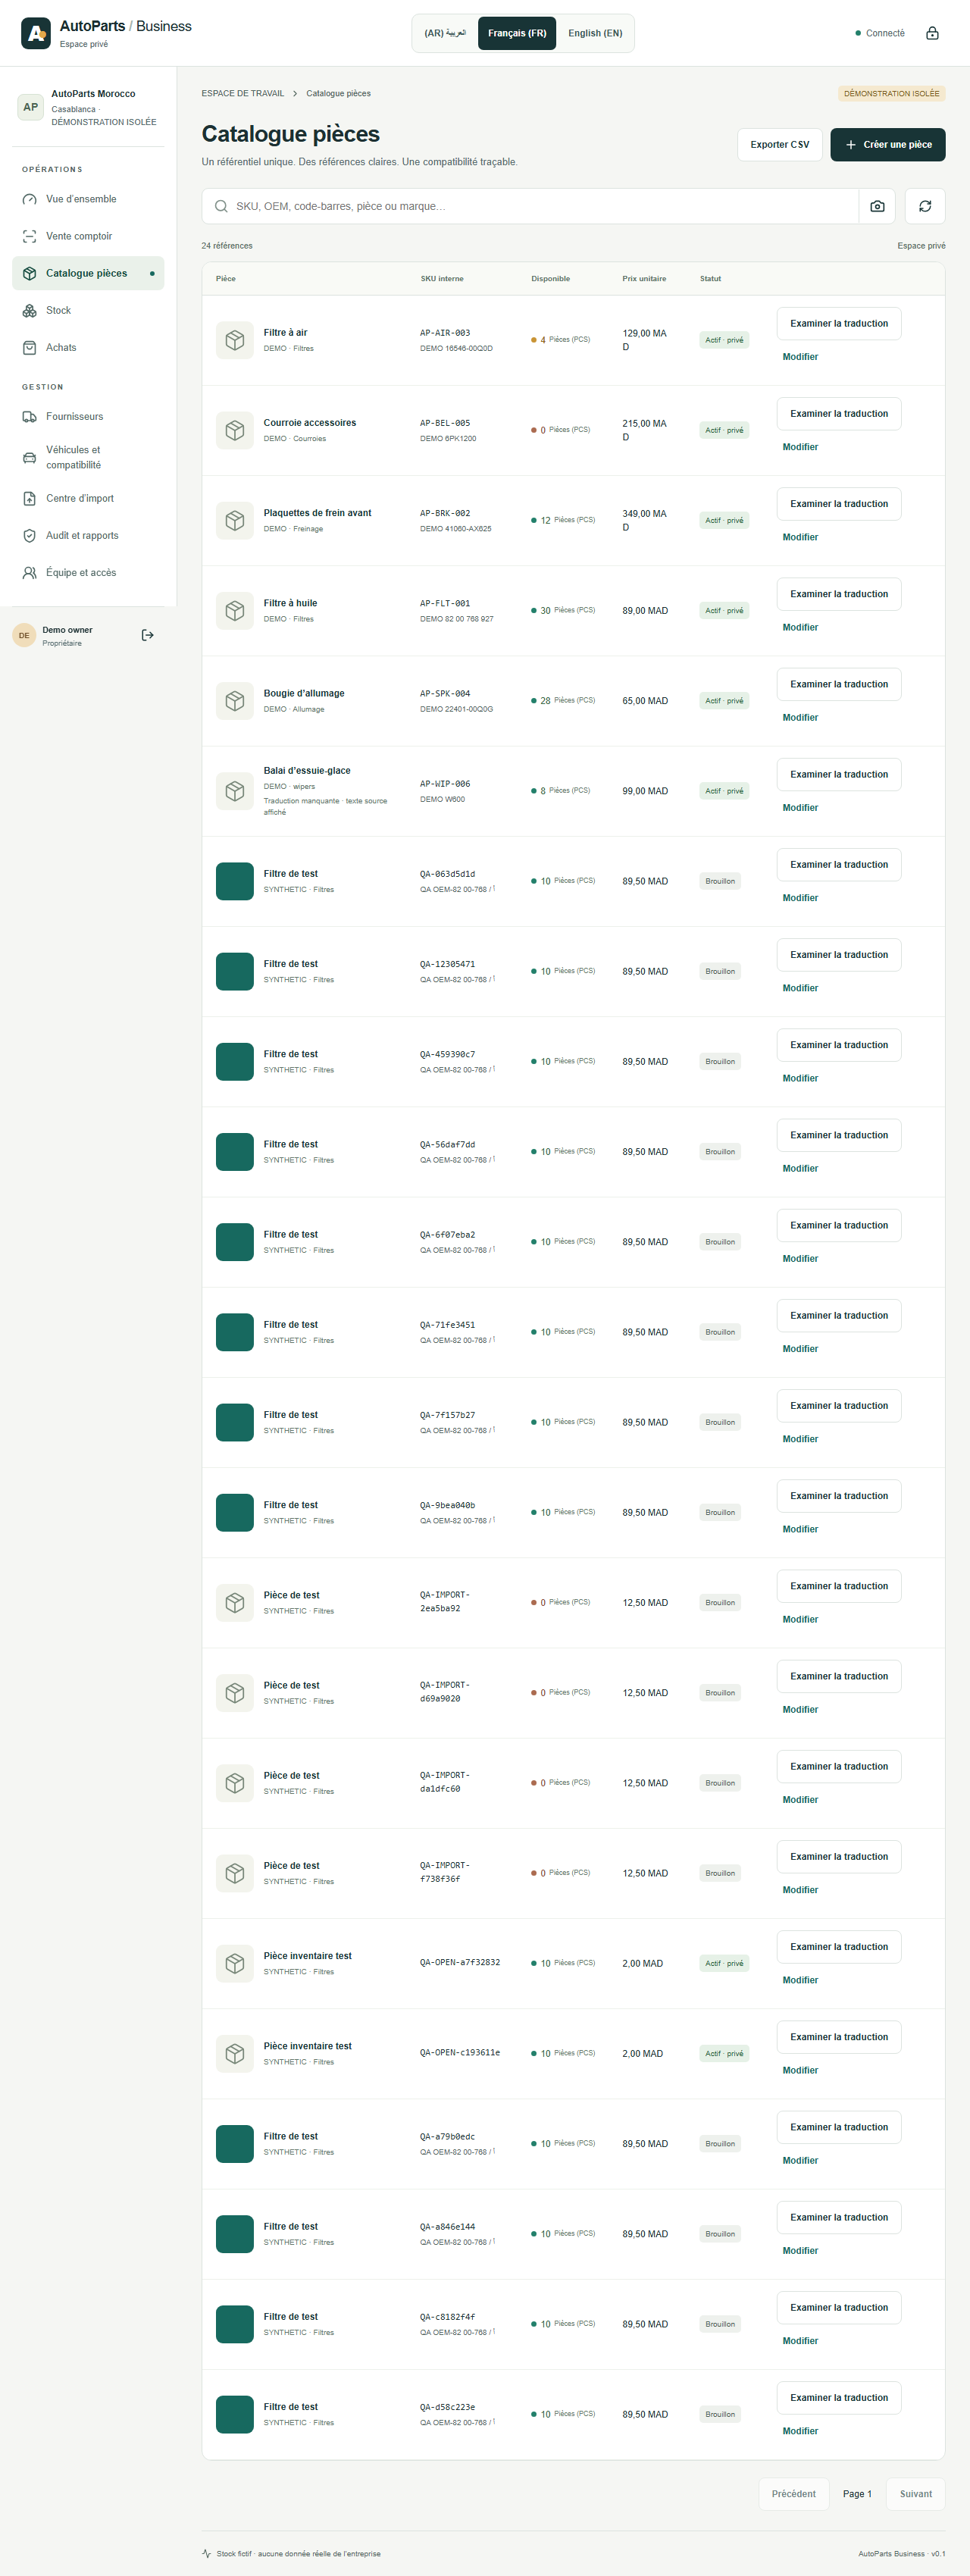 AutoParts / Business
Espace privé
العربية (AR)
Français (FR)
English (EN)
Connecté
AP
AutoParts Morocco
Casablanca ·
DÉMONSTRATION ISOLÉE
OPÉRATIONS
Vue d'ensemble
Vente comptoir
Catalogue pièces
Stock
Achats
GESTION
Fournisseurs
Véhicules et
compatibilité
Centre d'import
Audit et rapports
Équipe et accès
DE
Demo owner
Propriétaire
ESPACE DE TRAVAIL > Catalogue pièces
DÉMONSTRATION ISOLÉE
Catalogue pièces
Un référentiel unique. Des références claires. Une compatibilité traçable.
Exporter CSV
+ Créer une pièce
SKU, OEM, code-barres, pièce ou marque…
24 références
Espace privé
Pièce SKU interne Disponible Prix unitaire Statut
Filtre à air
DEMO · Filtres
AP-AIR-003
DEMO 16546-00Q0D
4 Pièces (PCS)
129,00 MA
D
Actif · privé
Examiner la traduction
Modifier
Courroie accessoires
DEMO · Courroies
AP-BEL-005
DEMO 6PK1200
0 Pièces (PCS)
215,00 MA
D
Actif · privé
Examiner la traduction
Modifier
Plaquettes de frein avant
DEMO · Freinage
AP-BRK-002
DEMO 41060-AX625
12 Pièces (PCS)
349,00 MA
D
Actif · privé
Examiner la traduction
Modifier
Filtre à huile
DEMO · Filtres
AP-FLT-001
DEMO 82 00 768 927
30 Pièces (PCS)
89,00 MAD
Actif · privé
Examiner la traduction
Modifier
Bougie d'allumage
DEMO · Allumage
AP-SPK-004
DEMO 22401-00Q0G
28 Pièces (PCS)
65,00 MAD
Actif · privé
Examiner la traduction
Modifier
Balai d'essuie-glace
DEMO · wipers
Traduction manquante · texte source
affiché
AP-WIP-006
DEMO W600
8 Pièces (PCS)
99,00 MAD
Actif · privé
Examiner la traduction
Modifier
Filtre de test
SYNTHETIC · Filtres
QA-063d5d1d
QA OEM-82 00-768 /
10 Pièces (PCS)
89,50 MAD
Brouillon
Examiner la traduction
Modifier
Filtre de test
SYNTHETIC · Filtres
QA-12305471
QA OEM-82 00-768 /
10 Pièces (PCS)
89,50 MAD
Brouillon
Examiner la traduction
Modifier
Filtre de test
SYNTHETIC · Filtres
QA-459390c7
QA OEM-82 00-768 /
10 Pièces (PCS)
89,50 MAD
Brouillon
Examiner la traduction
Modifier
Filtre de test
SYNTHETIC · Filtres
QA-56daf7dd
QA OEM-82 00-768 /
10 Pièces (PCS)
89,50 MAD
Brouillon
Examiner la traduction
Modifier
Filtre de test
SYNTHETIC · Filtres
QA-6f07eba2
QA OEM-82 00-768 /
10 Pièces (PCS)
89,50 MAD
Brouillon
Examiner la traduction
Modifier
Filtre de test
SYNTHETIC · Filtres
QA-71fe3451
QA OEM-82 00-768 /
10 Pièces (PCS)
89,50 MAD
Brouillon
Examiner la traduction
Modifier
Filtre de test
SYNTHETIC · Filtres
QA-7f157b27
QA OEM-82 00-768 /
10 Pièces (PCS)
89,50 MAD
Brouillon
Examiner la traduction
Modifier
Filtre de test
SYNTHETIC · Filtres
QA-9bea040b
QA OEM-82 00-768 /
10 Pièces (PCS)
89,50 MAD
Brouillon
Examiner la traduction
Modifier
Pièce de test
SYNTHETIC · Filtres
QA-IMPORT-
2ea5ba92
0 Pièces (PCS)
12,50 MAD
Brouillon
Examiner la traduction
Modifier
Pièce de test
SYNTHETIC · Filtres
QA-IMPORT-
d69a9020
0 Pièces (PCS)
12,50 MAD
Brouillon
Examiner la traduction
Modifier
Pièce de test
SYNTHETIC · Filtres
QA-IMPORT-
da1dfc60
0 Pièces (PCS)
12,50 MAD
Brouillon
Examiner la traduction
Modifier
Pièce de test
SYNTHETIC · Filtres
QA-IMPORT-
f738f36f
0 Pièces (PCS)
12,50 MAD
Brouillon
Examiner la traduction
Modifier
Pièce inventaire test
SYNTHETIC · Filtres
QA-OPEN-a7f32832
10 Pièces (PCS)
2,00 MAD
Actif · privé
Examiner la traduction
Modifier
Pièce inventaire test
SYNTHETIC · Filtres
QA-OPEN-c193611e
10 Pièces (PCS)
2,00 MAD
Actif · privé
Examiner la traduction
Modifier
Filtre de test
SYNTHETIC · Filtres
QA-a79b0edc
QA OEM-82 00-768 /
10 Pièces (PCS)
89,50 MAD
Brouillon
Examiner la traduction
Modifier
Filtre de test
SYNTHETIC · Filtres
QA-a846e144
QA OEM-82 00-768 /
10 Pièces (PCS)
89,50 MAD
Brouillon
Examiner la traduction
Modifier
Filtre de test
SYNTHETIC · Filtres
QA-c8182f4f
QA OEM-82 00-768 /
10 Pièces (PCS)
89,50 MAD
Brouillon
Examiner la traduction
Modifier
Filtre de test
SYNTHETIC · Filtres
QA-d58c223e
QA OEM-82 00-768 /
10 Pièces (PCS)
89,50 MAD
Brouillon
Examiner la traduction
Modifier
Précédent
Page 1
Suivant
Stock fictif · aucune donnée réelle de l'entreprise
AutoParts Business · v0.1